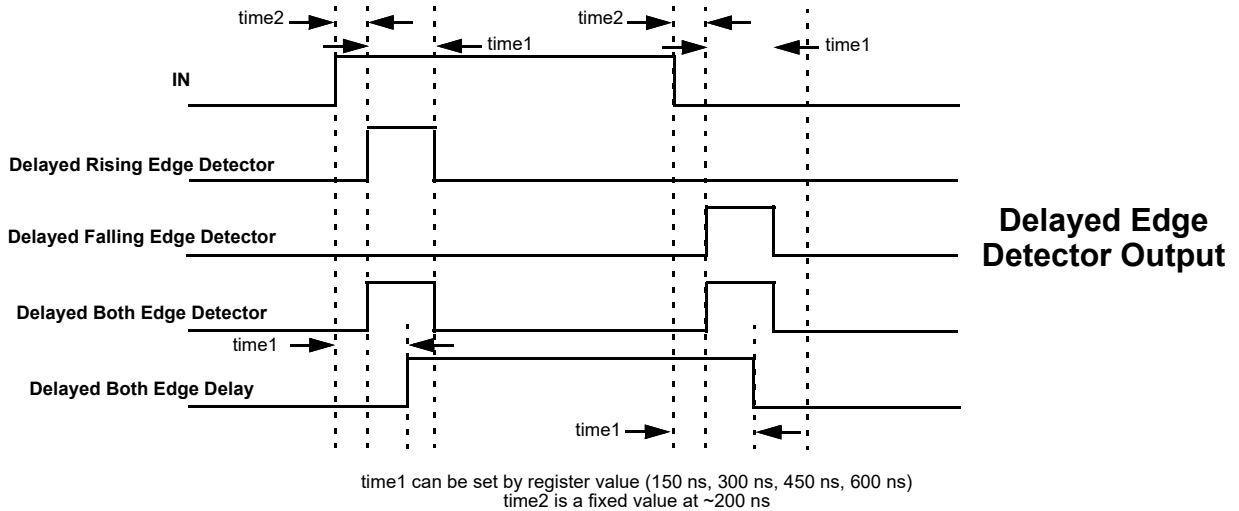 time2
time2
time1
time1
IN
Delayed Rising Edge Detector
Delayed Falling Edge Detector
Delayed Edge
Detector Output
Delayed Both Edge Detector
time1
Delayed Both Edge Delay
time1
time1 can be set by register value (150 ns, 300 ns, 450 ns, 600 ns)
time2 is a fixed value at ~200 ns